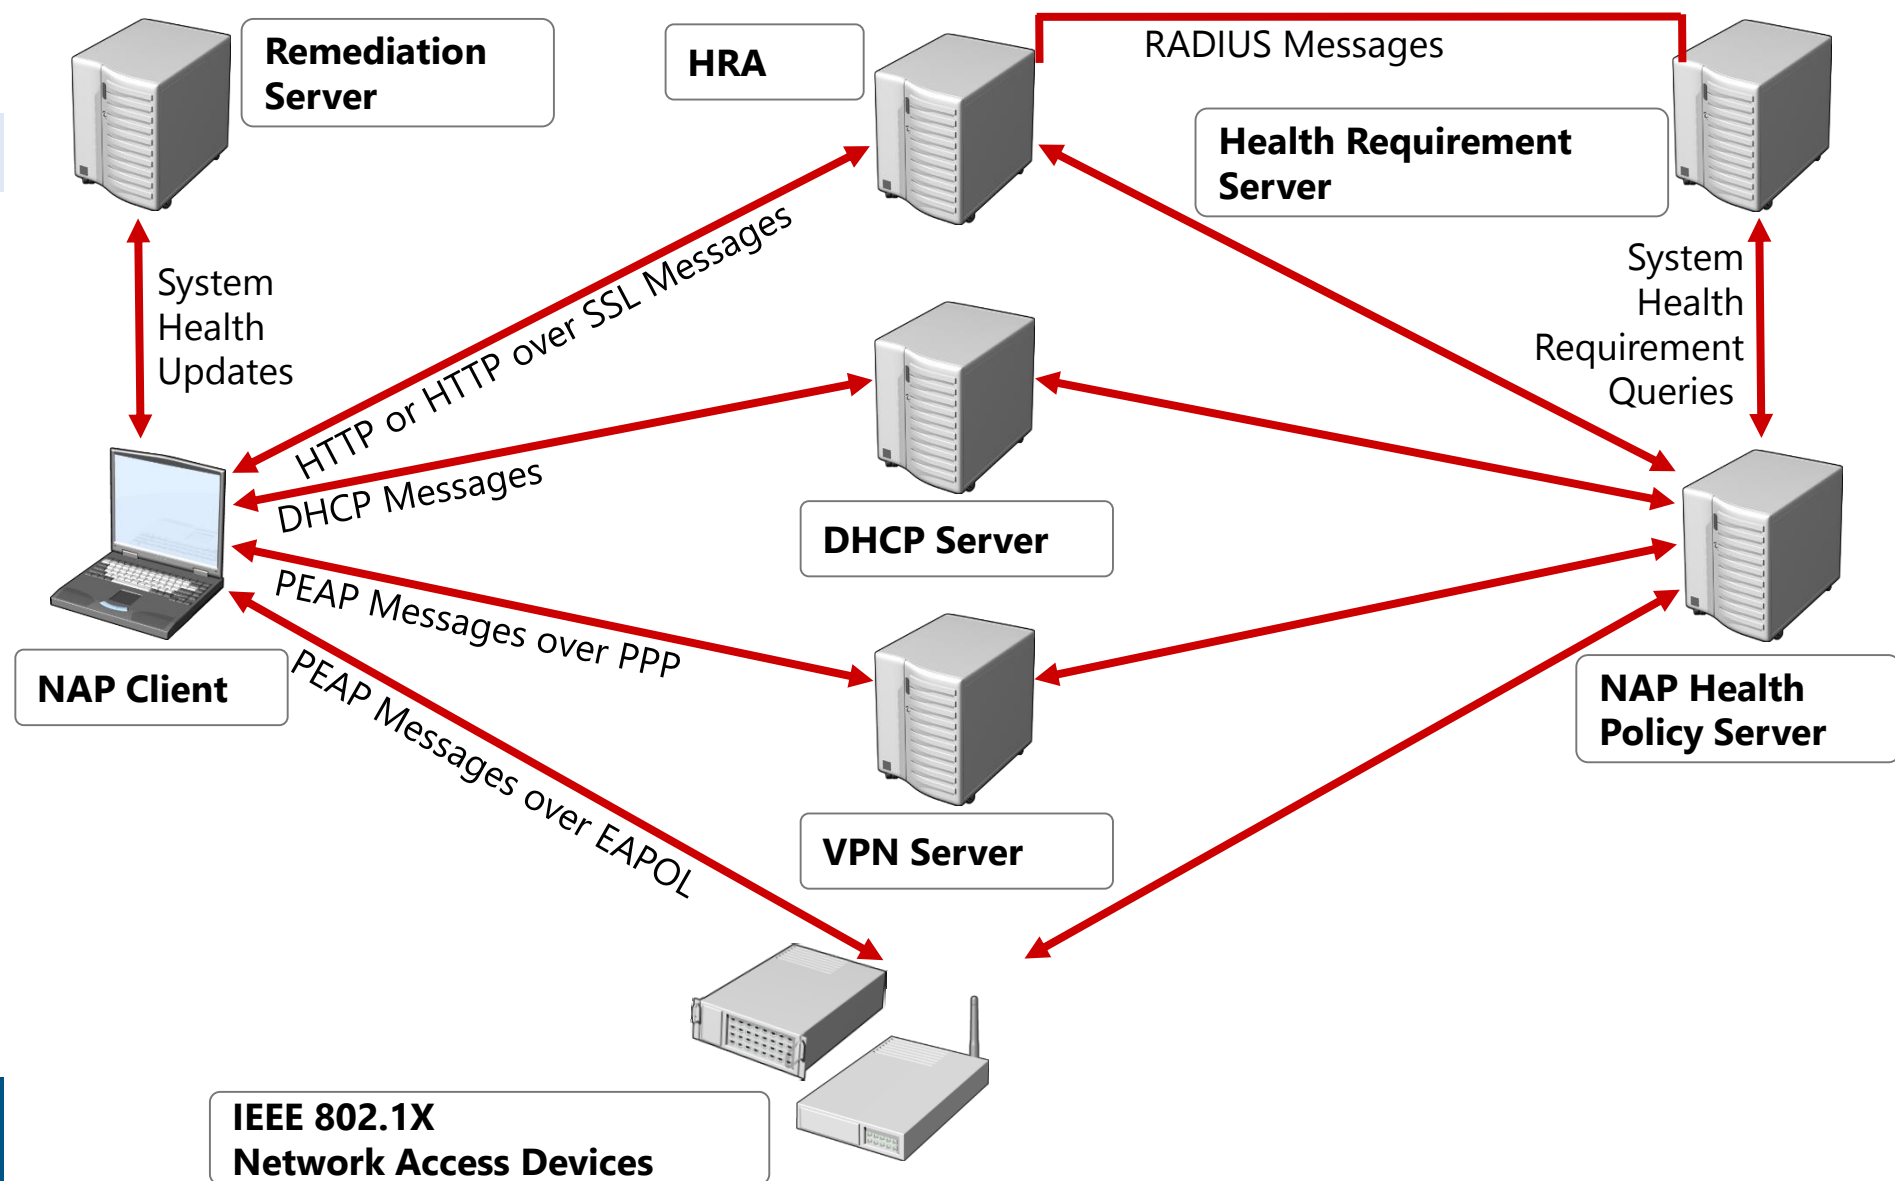 Remediation
Server
HRA
RADIUS Messages
Health Requirement
Server
System
Health
Updates
HTTP or HTTP over SSL Messages
System
Health
Requirement
Queries
DHCP Messages
DHCP Server
PEAP Messages over PPP
NAP Client
PEAP Messages over EAPOL
NAP Health
Policy Server
VPN Server
IEEE 802.1X
Network Access Devices